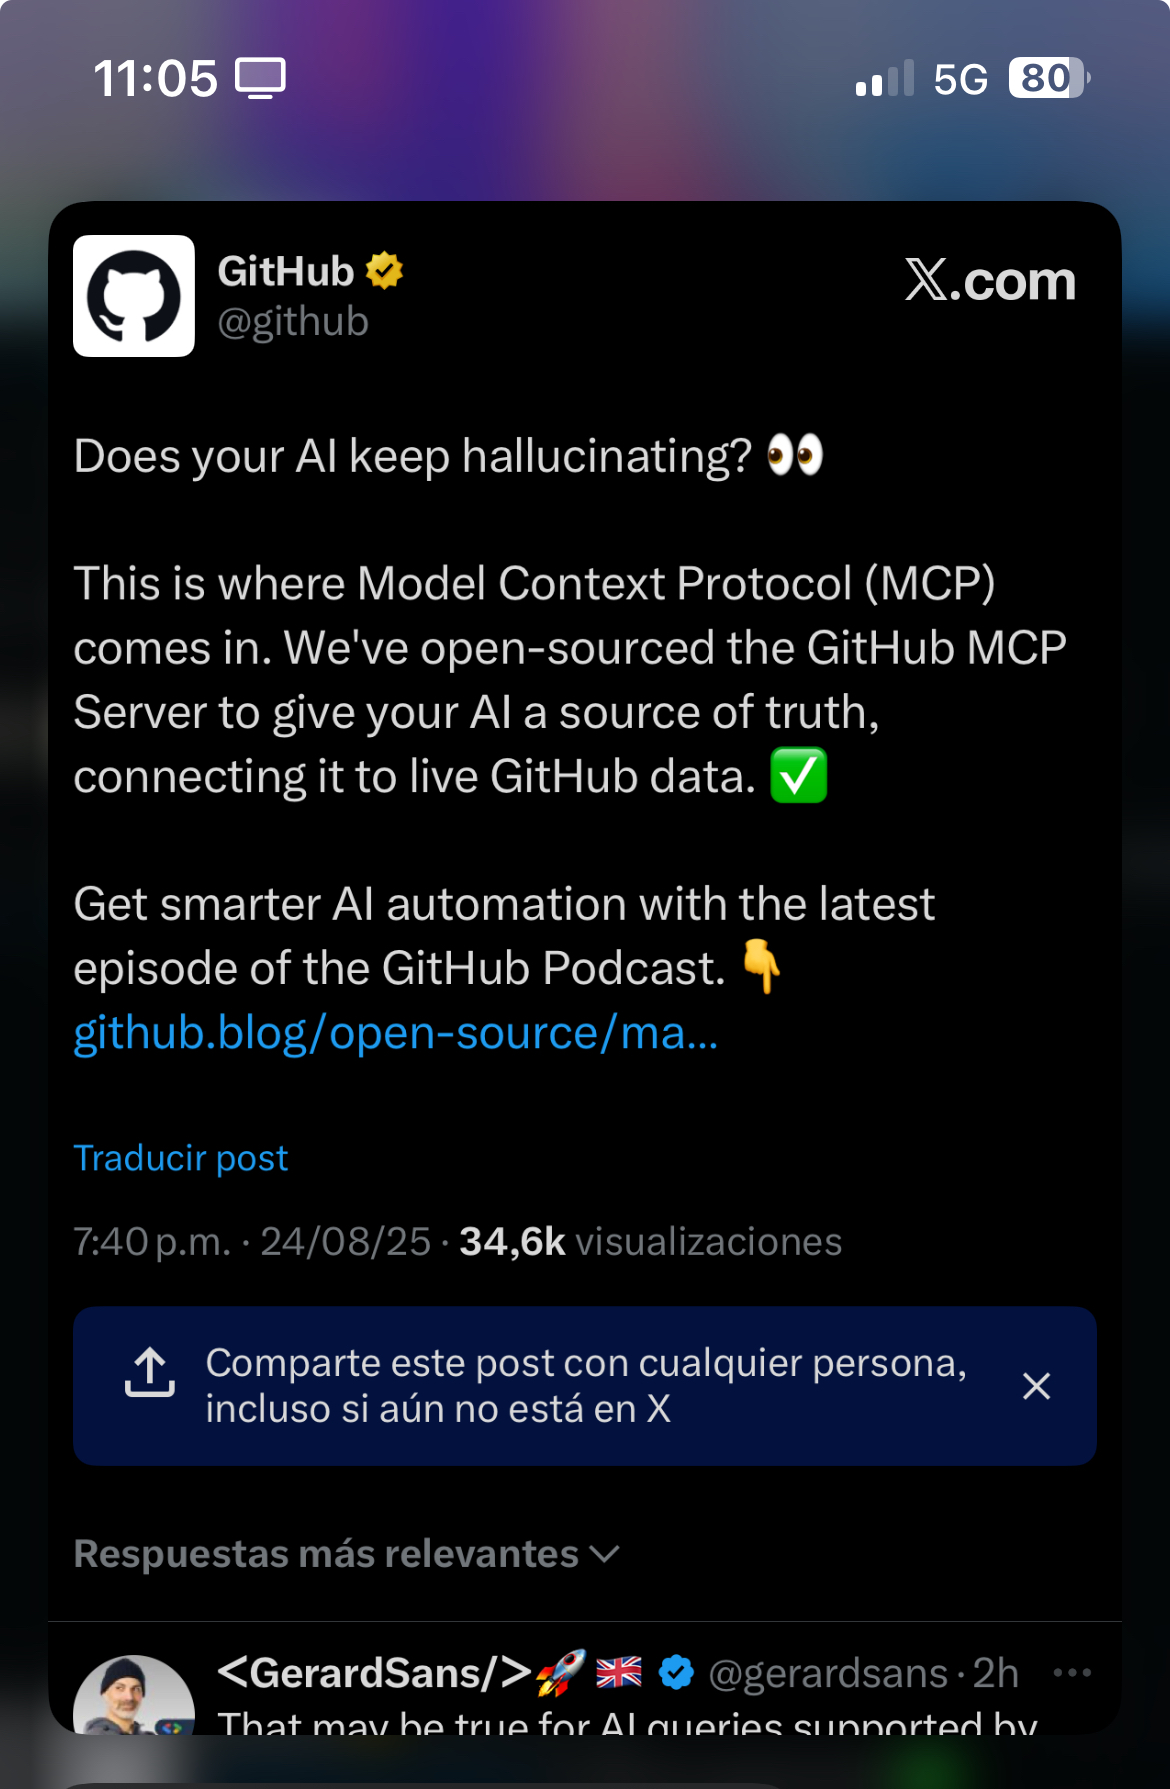 11:05 5G 80
GitHub
X.com
@github
Does your AI keep hallucinating? 👀
This is where Model Context Protocol (MCP)
comes in. We've open-sourced the GitHub MCP
Server to give your AI a source of truth,
connecting it to live GitHub data. ✅
Get smarter AI automation with the latest
episode of the GitHub Podcast. 👇
github.blog/open-source/ma...
Traducir post
7:40 p.m. · 24/08/25 · 34,6k visualizaciones
Comparte este post con cualquier persona,
incluso si aún no está en X
Respuestas más relevantes
<GerardSans/>🚀🇬🇧 @gerardsans · 2h
That may be true for AI queries supported by